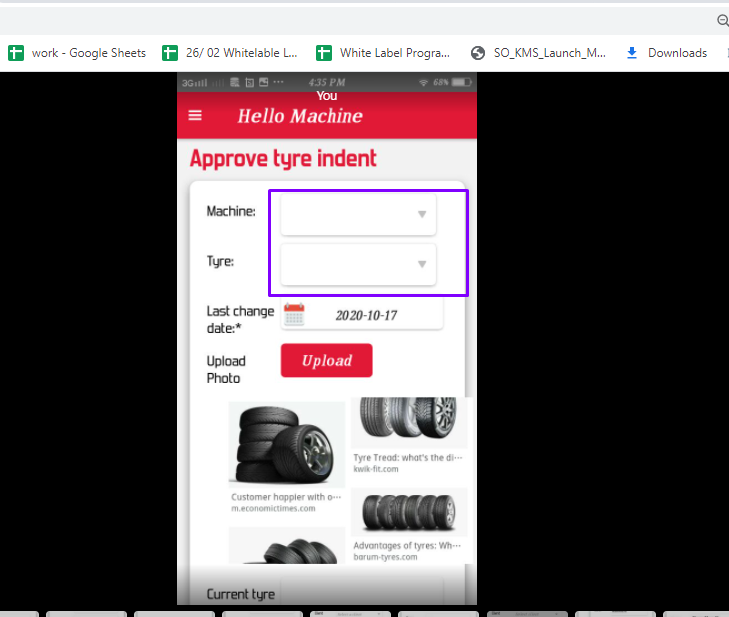 work - Google Sheets
26/ 02 Whitelable L...
White Label Progra...
SO_KMS_Launch_M...
Downloads
3G 4:35 PM 68%
You
Hello Machine
Approve tyre indent
Machine:
Tyre:
Last change
date:*
2020-10-17
Upload
Photo
Upload
Tyre Tread: what's the di···
kwik-fit.com
Customer happier with o···
m.economictimes.com
Advantages of tyres: Wh···
barum-tyres.com
Current tyre